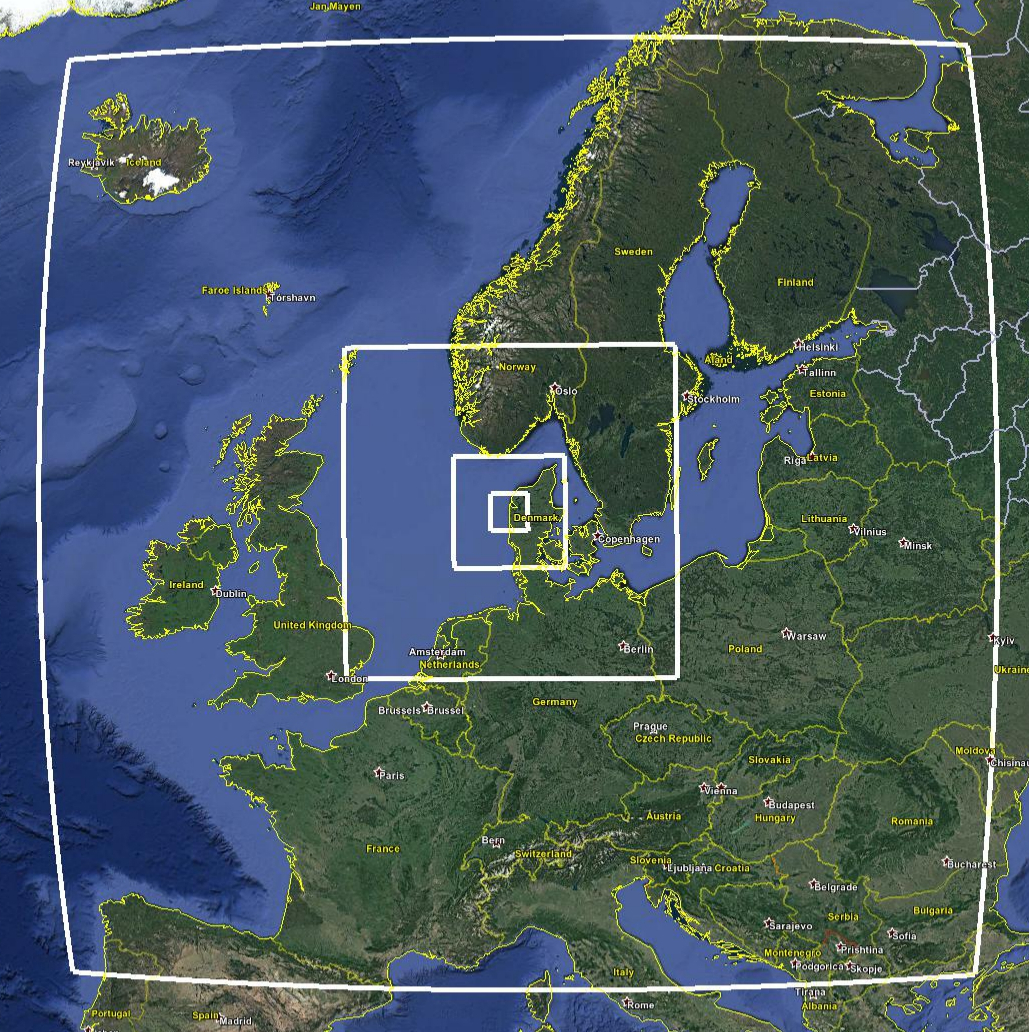 Jan Mayen
Reykjavik
Iceland
Sweden
Finland
Faroe Islands
Tórshavn
Helsinki
Aland
Norway
Tallinn
Oslo
Estonia
Stockholm
Riga
Latvia
Denmark
Lithuania
Vilnius
Copenhagen
Minsk
Ireland
Dublin
United Kingdom
Warsaw
Kyiv
Berlin
Poland
Amsterdam
Netherlands
Ukraine
London
Germany
Brussels
Brussel
Prague
Czech Republic
Moldova
Slovakia
Chisinau
Paris
Vienna
Budapest
Hungary
Austria
Romania
Bern
France
Switzerland
Slovenia
Ljubljana
Croatia
Bucharest
Belgrade
Bulgaria
Serbia
Sarajevo
Sofia
Prishtina
Montenegro
Podgorica
Skopje
Italy
Tirana
Rome
Albania
Portugal
Spain
Madrid